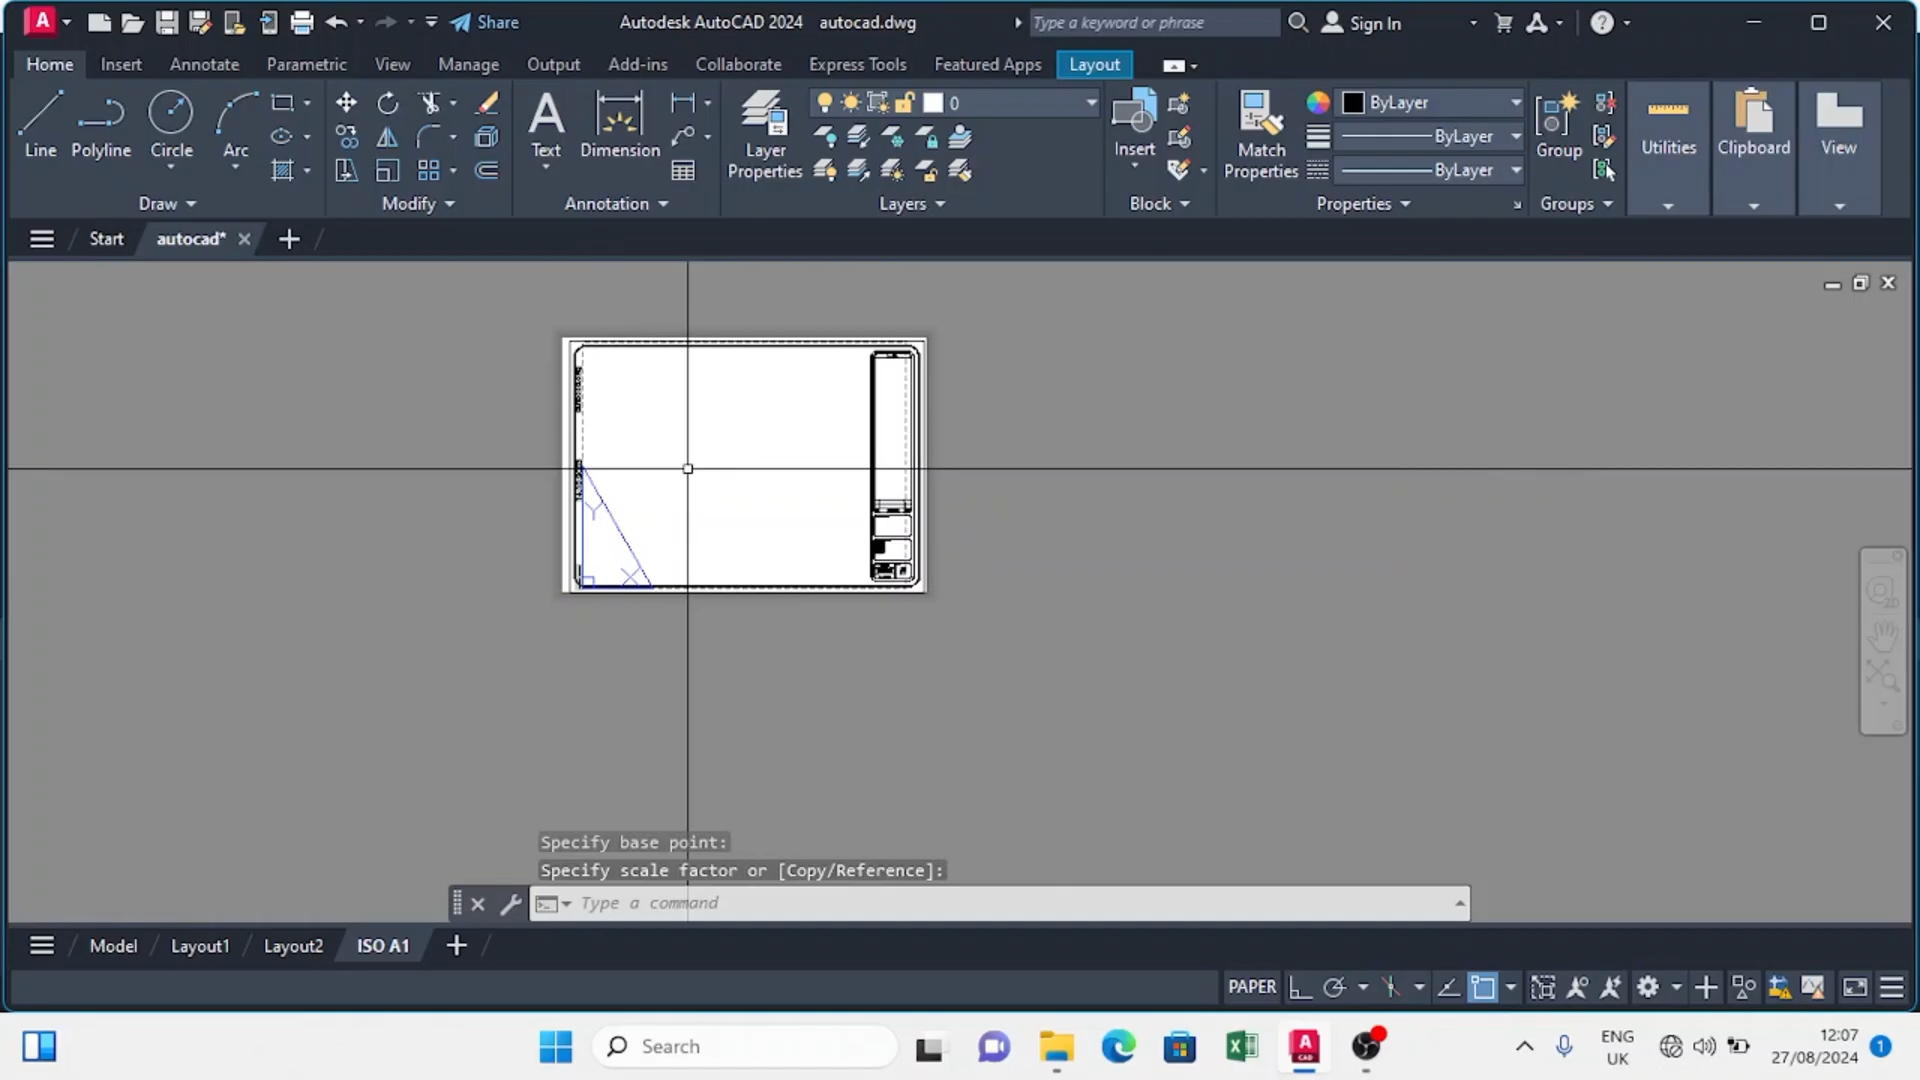 Share
Autodesk AutoCAD 2024 autocad.dwg
Type a keyword or phrase
Sign In
Home Insert Annotate Parametric View Manage Output Add-ins Collaborate Express Tools Featured Apps Layout
Line Polyline Circle Arc
Text Dimension
Layer
Properties
0
Insert
Match
Properties
ByLayer
ByLayer
ByLayer
Group
Utilities
Clipboard
View
Draw Modify Annotation Layers Block Properties Groups
Start autocad*
Y
X
Specify base point:
Specify scale factor or [Copy/Reference]:
Type a command
Model Layout1 Layout2 ISO A1
PAPER
Search
ENG
UK
12:07
27/08/2024
1